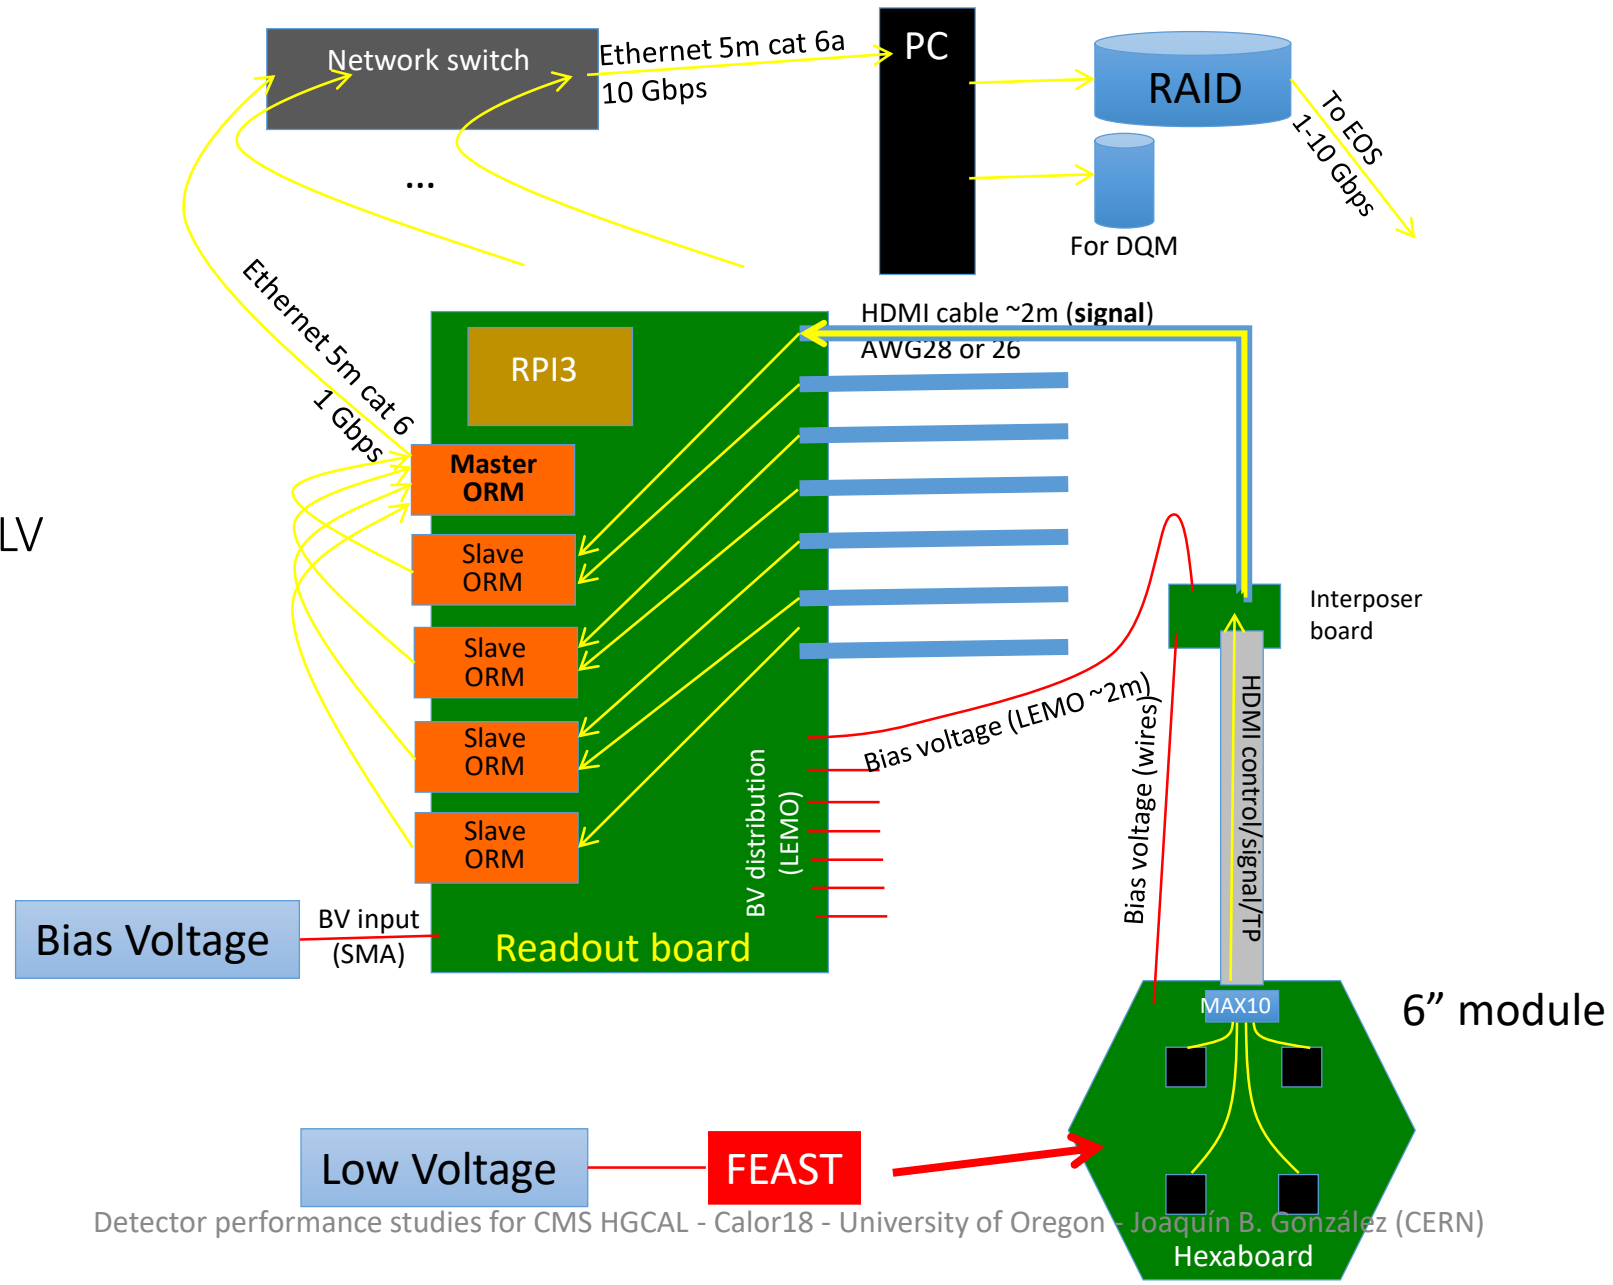 Network switch
Ethernet 5m cat 6a
10 Gbps
PC
RAID
To EOS
1-10 Gbps
...
For DQM
Ethernet 5m cat 6
1 Gbps
HDMI cable ~2m (signal)
AWG28 or 26
RPI3
Master
ORM
LV
Slave
ORM
Slave
ORM
Slave
ORM
Slave
ORM
Interposer
board
Bias voltage (LEMO ~2m)
Bias voltage (wires)
HDMI control/signal/TP
BV distribution
(LEMO)
Bias Voltage
BV input
(SMA)
Readout board
MAX10
6” module
Low Voltage
FEAST
Detector performance studies for CMS HGCAL - Calor18 - University of Oregon - Joaquín B. González (CERN)
Hexaboard